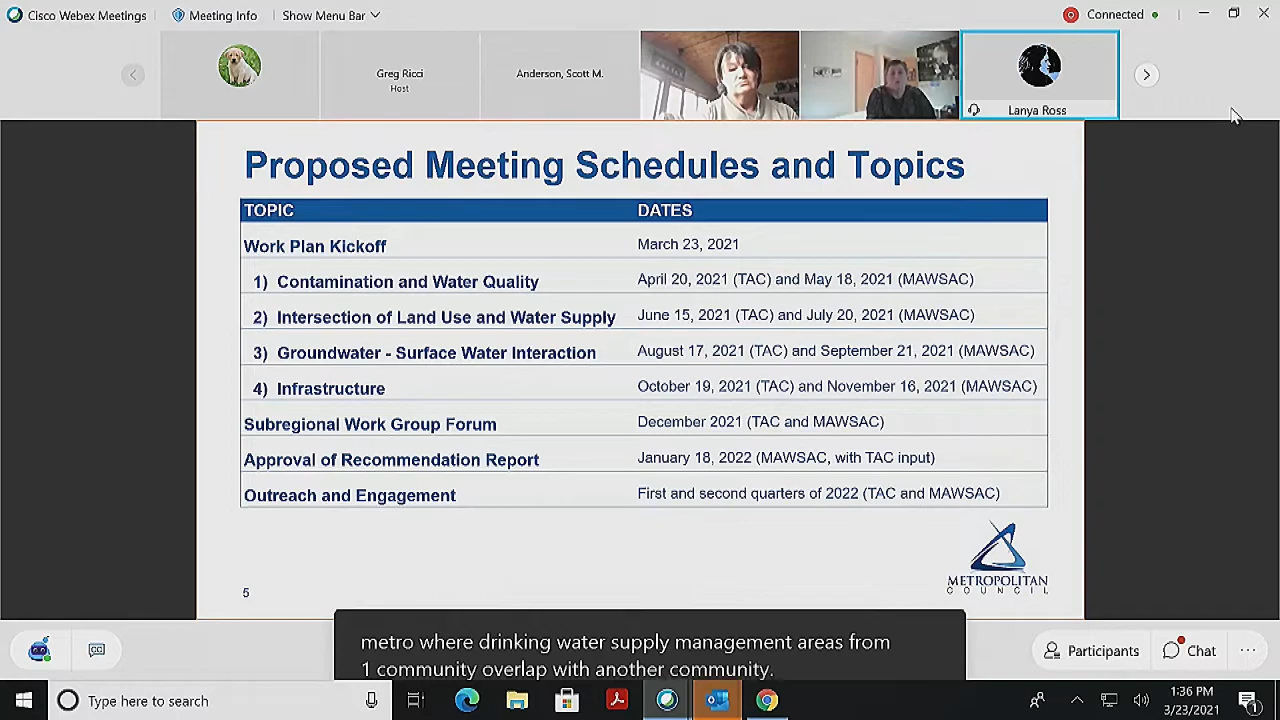 Cisco Webex Meetings
Meeting Info
Show Menu Bar
Connected
Greg Ricci
Host
Anderson, Scott M.
Lanya Ross
Proposed Meeting Schedules and Topics
TOPIC DATES
Work Plan Kickoff March 23, 2021
1) Contamination and Water Quality April 20, 2021 (TAC) and May 18, 2021 (MAWSAC)
2) Intersection of Land Use and Water Supply June 15, 2021 (TAC) and July 20, 2021 (MAWSAC)
3) Groundwater - Surface Water Interaction August 17, 2021 (TAC) and September 21, 2021 (MAWSAC)
4) Infrastructure October 19, 2021 (TAC) and November 16, 2021 (MAWSAC)
Subregional Work Group Forum December 2021 (TAC and MAWSAC)
Approval of Recommendation Report January 18, 2022 (MAWSAC, with TAC input)
Outreach and Engagement First and second quarters of 2022 (TAC and MAWSAC)
METROPOLITAN
COUNCIL
5
metro where drinking water supply management areas from
1 community overlap with another community.
CC
Participants
Chat
Type here to search
1:36 PM
3/23/2021
1